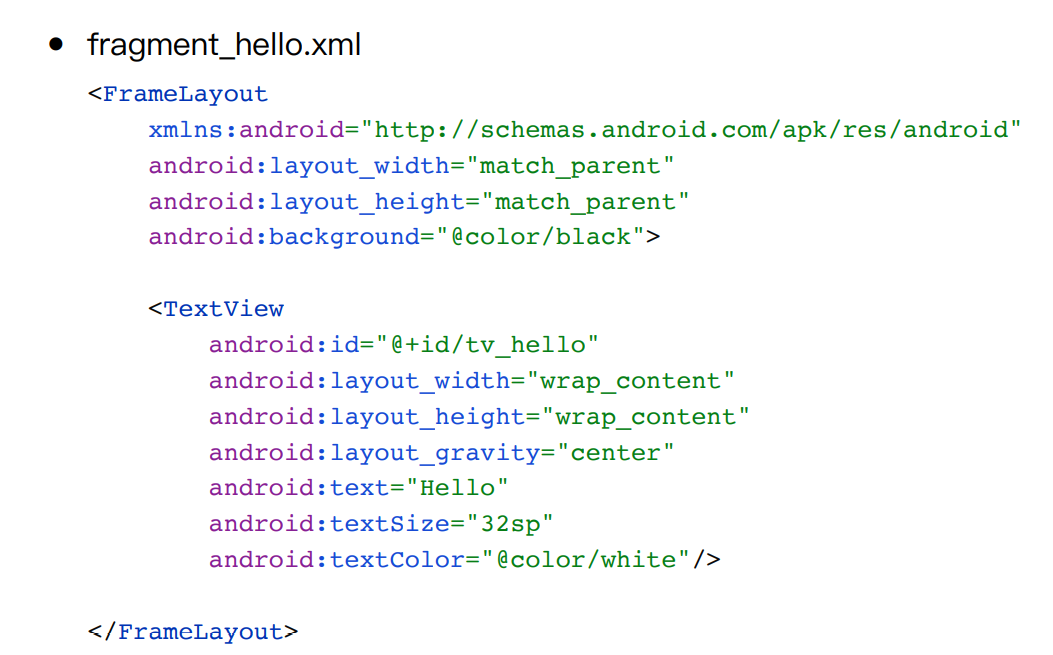 • fragment_hello.xml
<FrameLayout
    xmlns:android="http://schemas.android.com/apk/res/android"
    android:layout_width="match_parent"
    android:layout_height="match_parent"
    android:background="@color/black">

    <TextView
        android:id="@+id/tv_hello"
        android:layout_width="wrap_content"
        android:layout_height="wrap_content"
        android:layout_gravity="center"
        android:text="Hello"
        android:textSize="32sp"
        android:textColor="@color/white"/>

</FrameLayout>